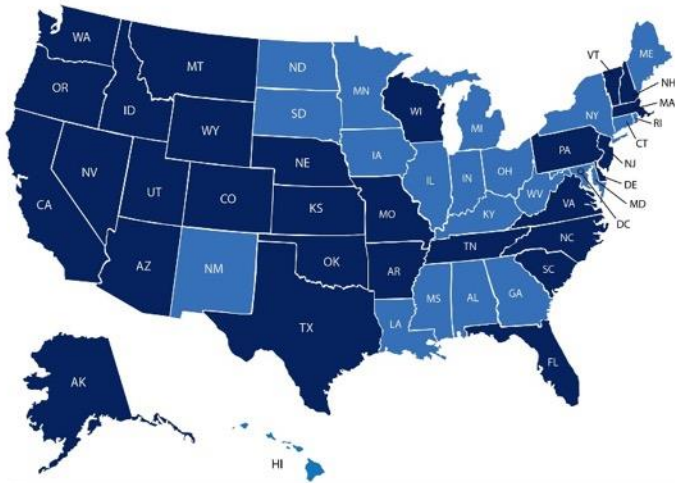 WA
MT
ND
MN
VT
ME
OR
ID
SD
WI
NH
MA
NY
RI
WY
MI
CT
IA
PA
NJ
NE
NV
OH
DE
UT
IL
IN
MD
CO
WV
VA
DC
CA
KS
MO
KY
NC
TN
OK
AR
SC
AZ
NM
MS
AL
GA
TX
LA
FL
AK
HI